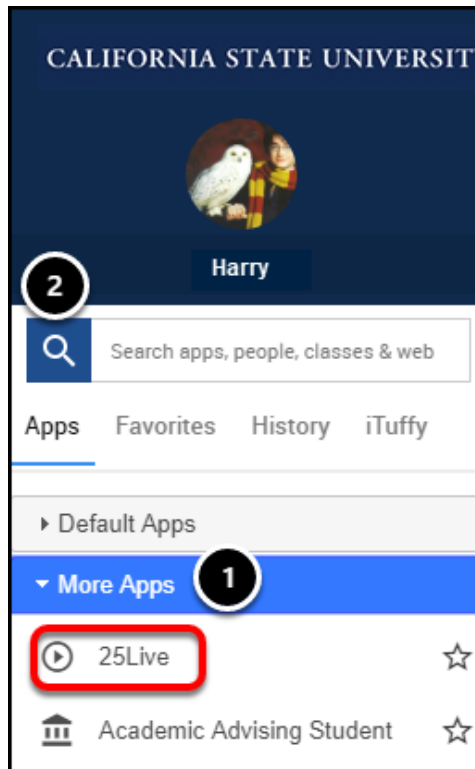 CALIFORNIA STATE UNIVERSIT
Harry
2
Search apps, people, classes & web
Apps Favorites History iTuffy
Default Apps
More Apps 1
25Live
Academic Advising Student